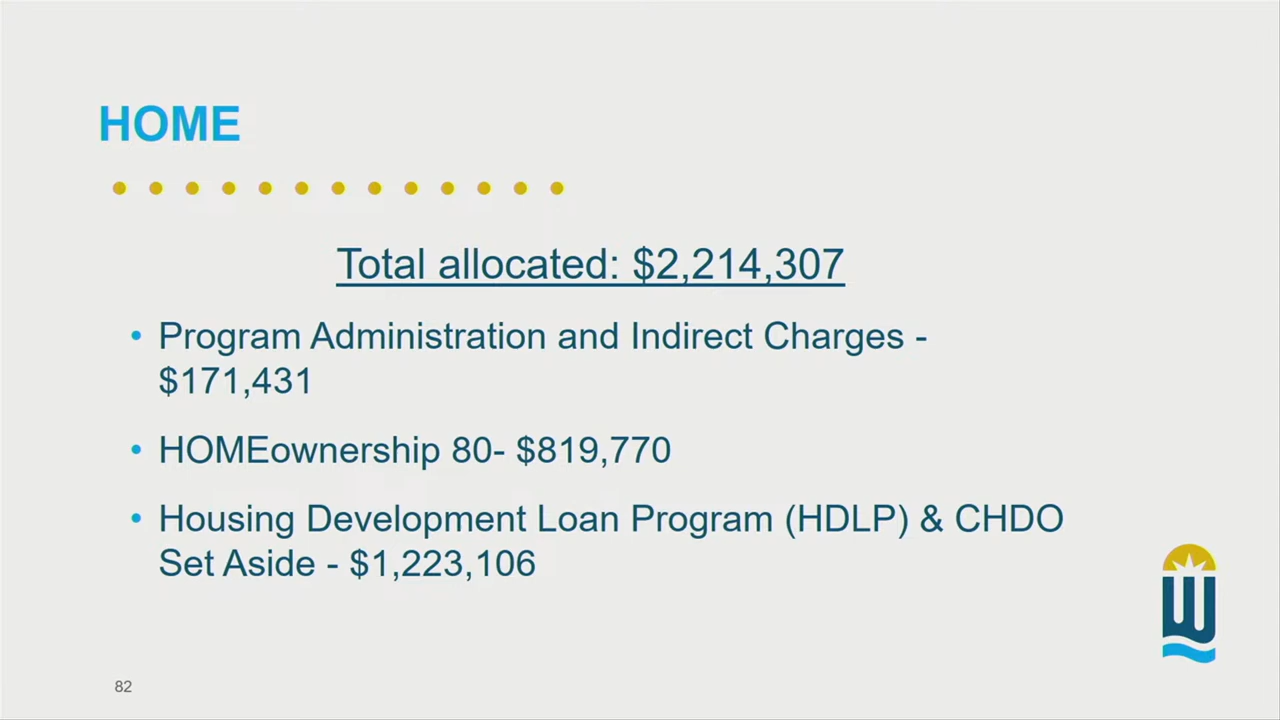 HOME
Total allocated: $2,214,307
• Program Administration and Indirect Charges -
$171,431
• HOMEownership 80- $819,770
• Housing Development Loan Program (HDLP) & CHDO
Set Aside - $1,223,106
W
82